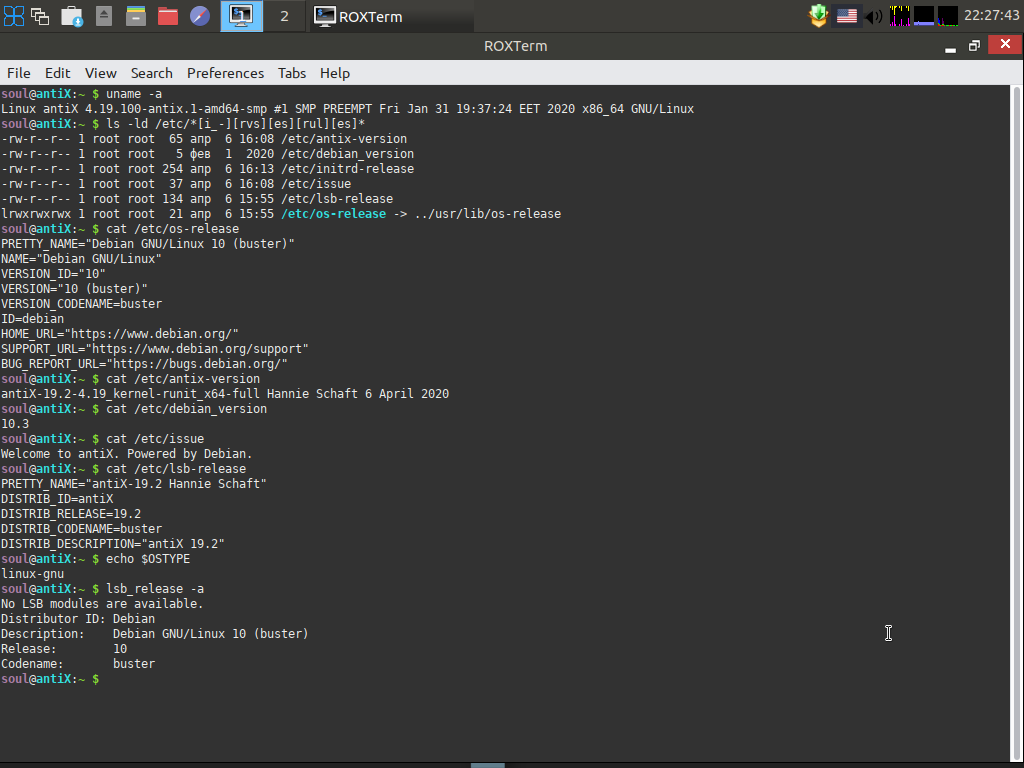 1
2
ROXTerm
22:27:43
ROXTerm
File Edit View Search Preferences Tabs Help
soul@antiX:~ $ uname -a
Linux antiX 4.19.100-antix.1-amd64-smp #1 SMP PREEMPT Fri Jan 31 19:37:24 EET 2020 x86_64 GNU/Linux
soul@antiX:~ $ ls -ld /etc/*[i_-][rvs][es][rul][es]*
-rw-r--r-- 1 root root  65 апр  6 16:08 /etc/antix-version
-rw-r--r-- 1 root root   5 фев  1  2020 /etc/debian_version
-rw-r--r-- 1 root root 254 апр  6 16:13 /etc/initrd-release
-rw-r--r-- 1 root root  37 апр  6 16:08 /etc/issue
-rw-r--r-- 1 root root 134 апр  6 15:55 /etc/lsb-release
lrwxrwxrwx 1 root root  21 апр  6 15:55 /etc/os-release -> ../usr/lib/os-release
soul@antiX:~ $ cat /etc/os-release
PRETTY_NAME="Debian GNU/Linux 10 (buster)"
NAME="Debian GNU/Linux"
VERSION_ID="10"
VERSION="10 (buster)"
VERSION_CODENAME=buster
ID=debian
HOME_URL="https://www.debian.org/"
SUPPORT_URL="https://www.debian.org/support"
BUG_REPORT_URL="https://bugs.debian.org/"
soul@antiX:~ $ cat /etc/antix-version
antiX-19.2-4.19_kernel-runit_x64-full Hannie Schaft 6 April 2020
soul@antiX:~ $ cat /etc/debian_version
10.3
soul@antiX:~ $ cat /etc/issue
Welcome to antiX. Powered by Debian.
soul@antiX:~ $ cat /etc/lsb-release
PRETTY_NAME="antiX-19.2 Hannie Schaft"
DISTRIB_ID=antiX
DISTRIB_RELEASE=19.2
DISTRIB_CODENAME=buster
DISTRIB_DESCRIPTION="antiX 19.2"
soul@antiX:~ $ echo $OSTYPE
linux-gnu
soul@antiX:~ $ lsb_release -a
No LSB modules are available.
Distributor ID: Debian
Description:    Debian GNU/Linux 10 (buster)
Release:        10
Codename:       buster
soul@antiX:~ $